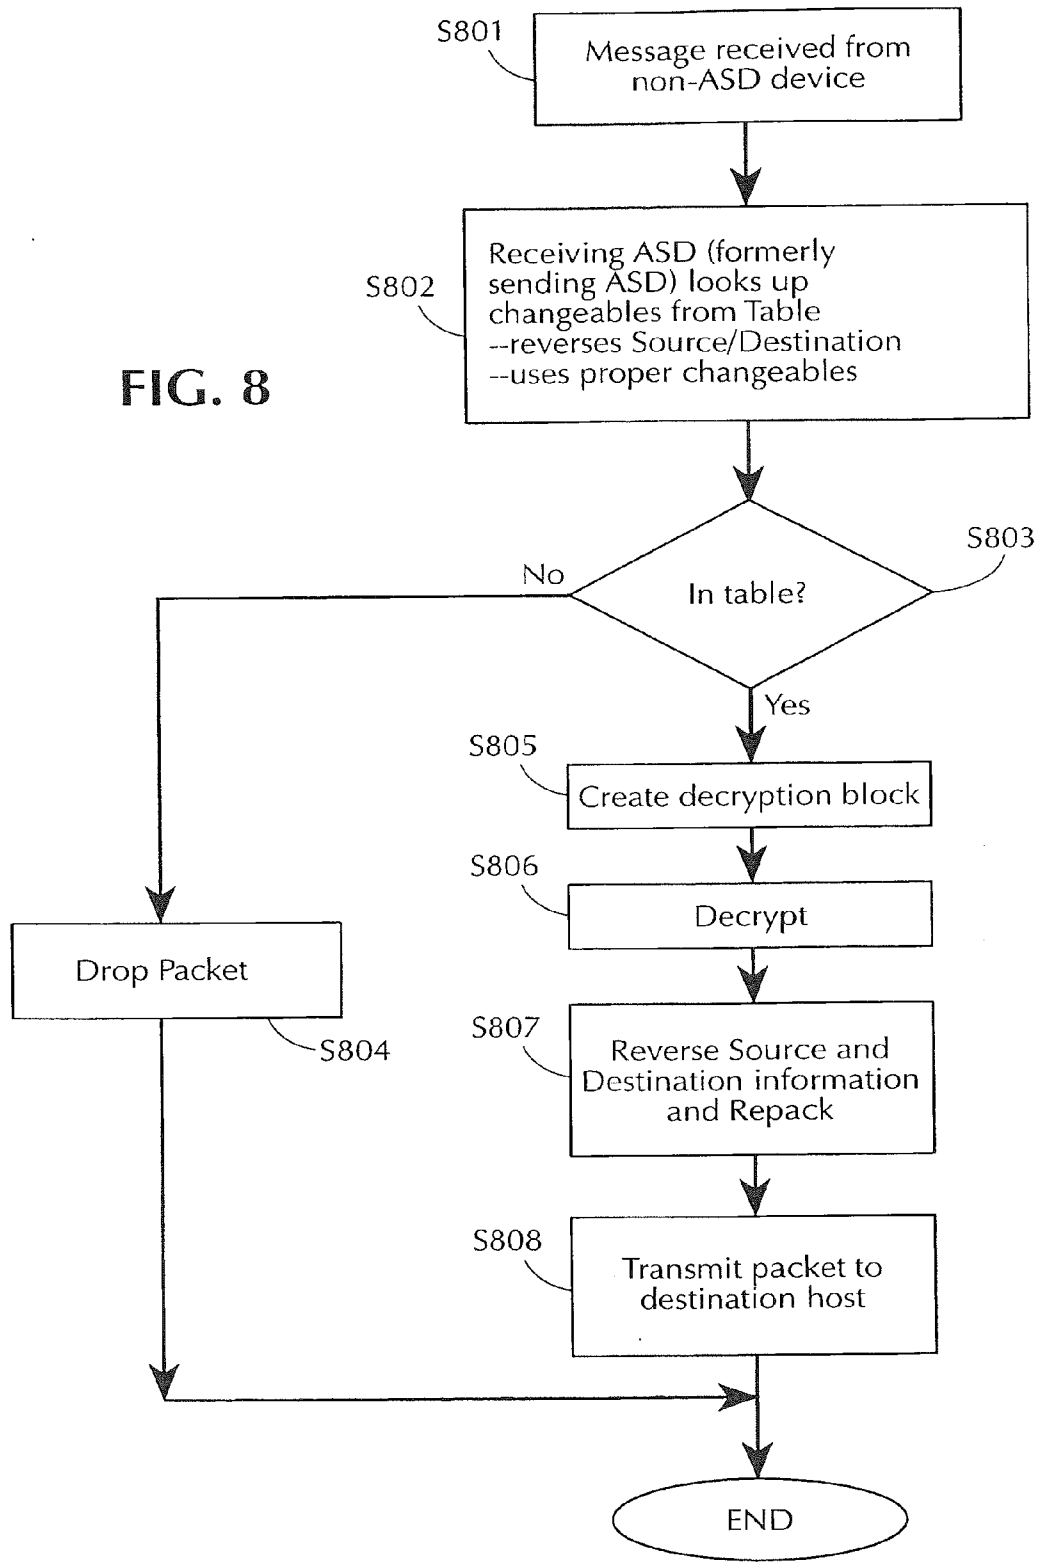 S801
Message received from
non-ASD device
S802
Receiving ASD (formerly
sending ASD) looks up
changeables from Table
--reverses Source/Destination
--uses proper changeables
FIG. 8
S803
No
In table?
Yes
S805
Create decryption block
S806
Decrypt
Drop Packet
S804
S807
Reverse Source and
Destination information
and Repack
S808
Transmit packet to
destination host
END